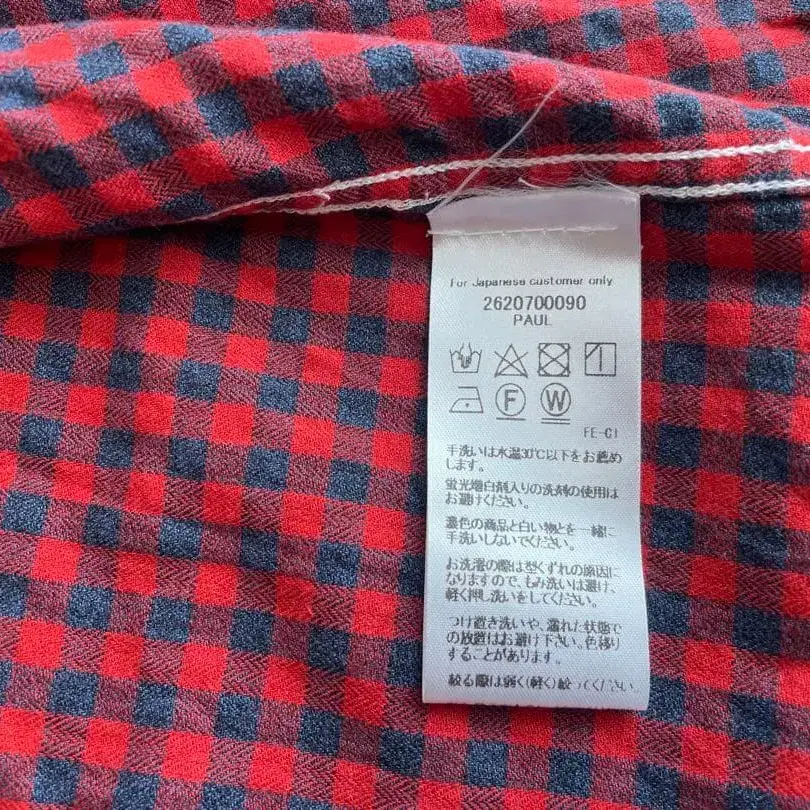 For Japanese customer only
2620700090
PAUL
F W
FE-C1
手洗いは水温30℃以下をお薦め
します。
蛍光増白剤入りの洗剤の使用は
お避けください。
濃色の商品と白い物とを一緒に
手洗いしないでください。
お洗濯の際は型くずれの原因に
なりますので、もみ洗いは避け、
軽く押し洗いをしてください。
つけ置き洗いや、濡れた状態で
の放置はお避け下さい。色移り
することがあります。
絞る際は弱く(軽く)絞ってください。